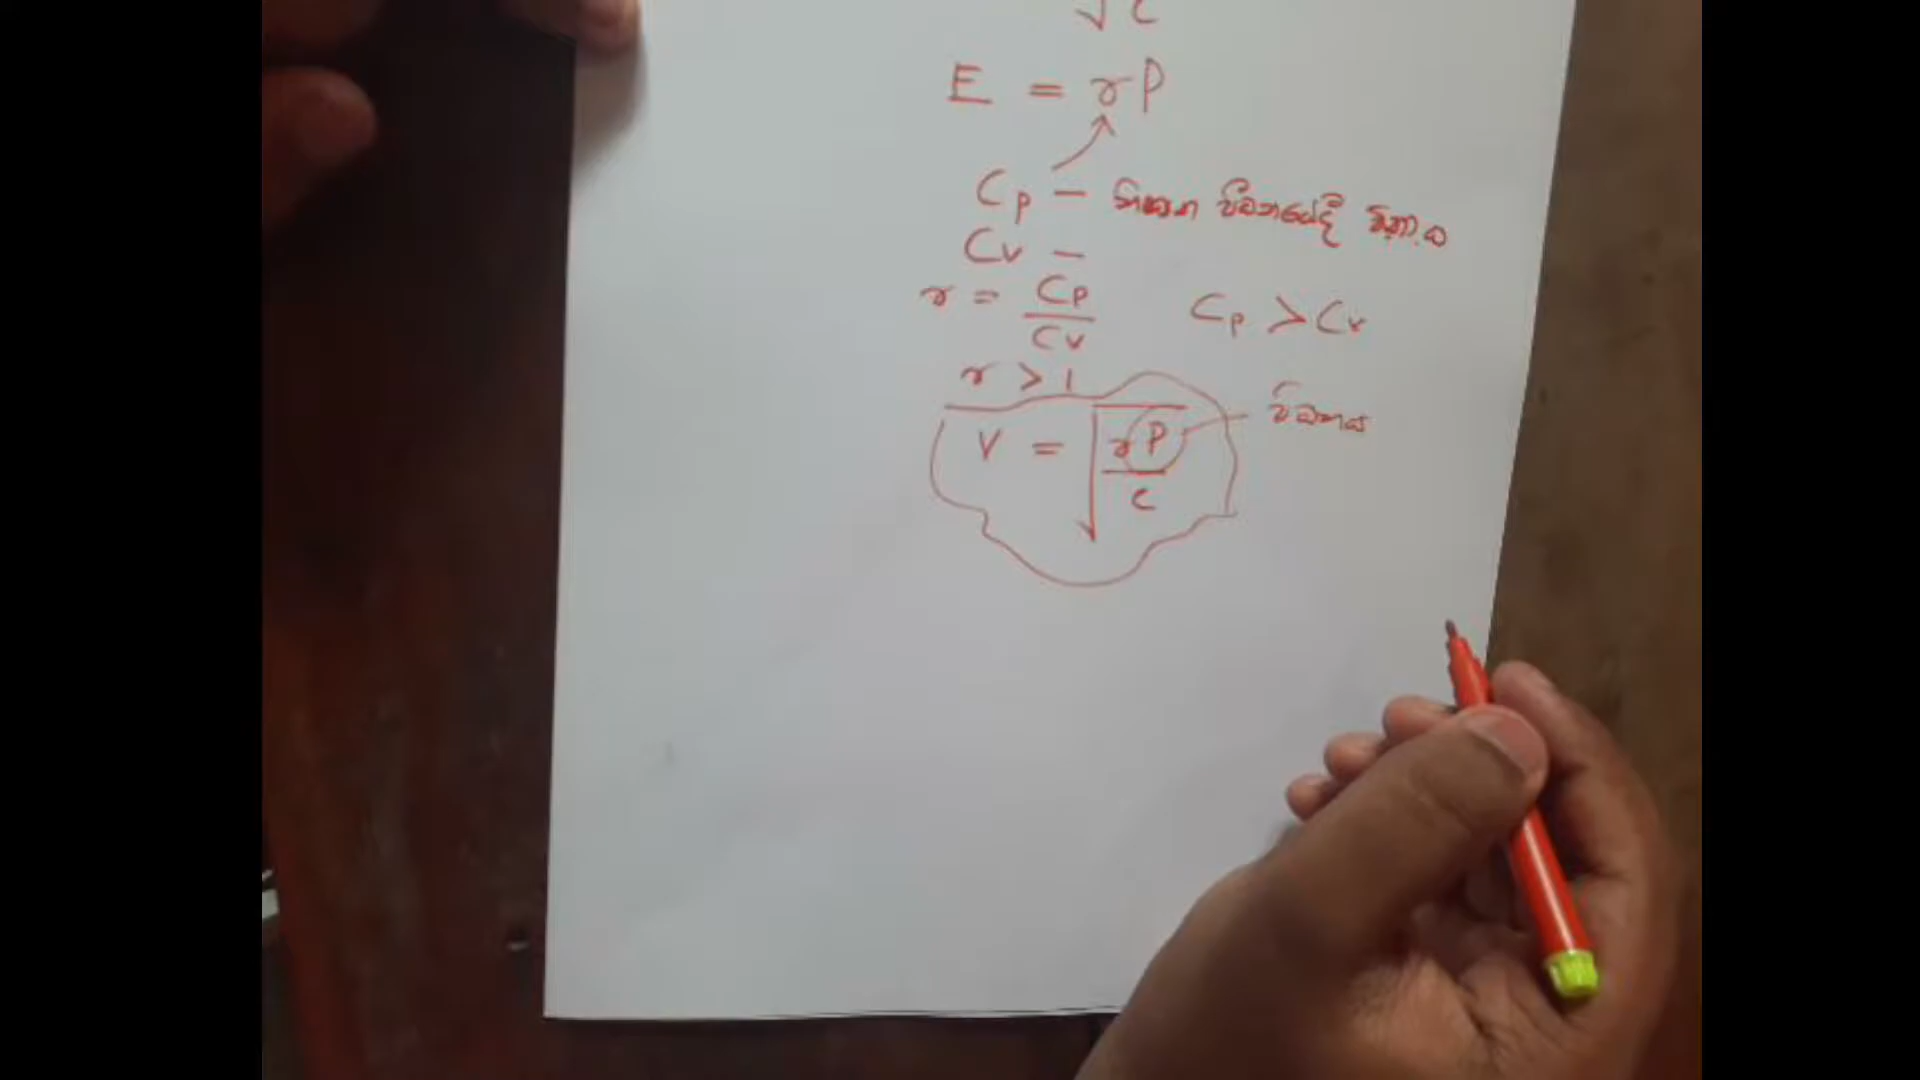 √ c
E = γP
Cp – නියත පීඩනයේදී වි.තා.ධ
Cv –
γ = Cp / Cv Cp > Cv
γ > 1
V = √ γP / c පීඩනය